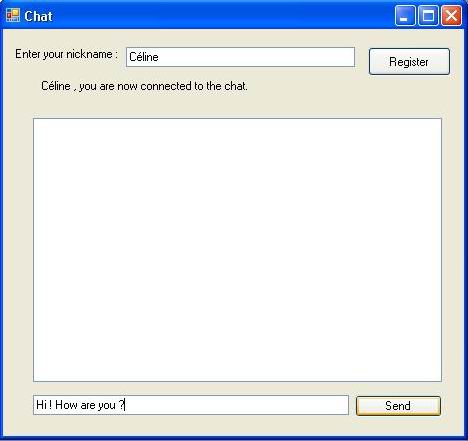 Chat
Enter your nickname : Céline Register
Céline , you are now connected to the chat.
Hi ! How are you ? Send